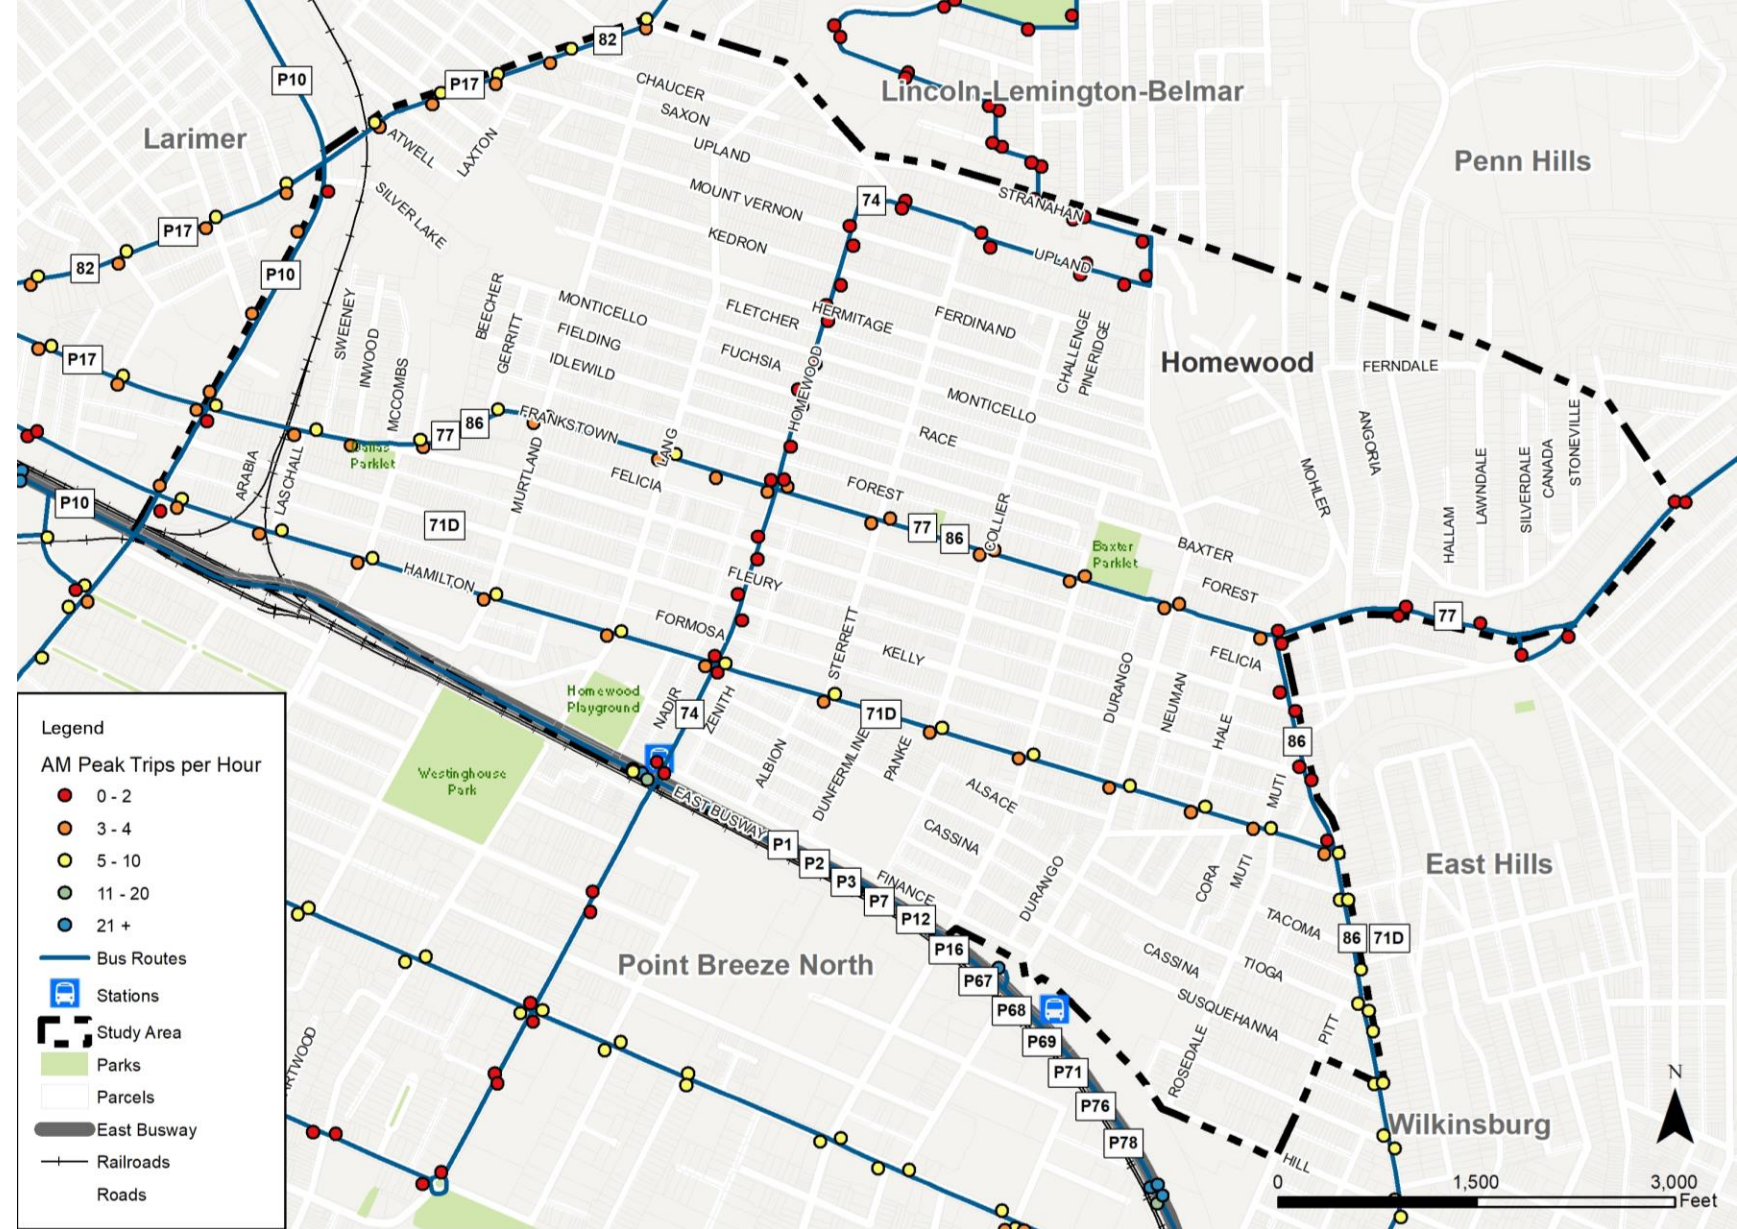 82
P10
P17
CHAUCER
SAXON
UPLAND
Lincoln-Lemington-Belmar
Larimer
ATWELL
LAXTON
Penn Hills
SILVER LAKE
MOUNT VERNON
74
STRANAHAN
P17
KEDRON
82
P10
UPLAND
SWEENEY
INWOOD
MCCOMBS
BEECHER
GERRITT
MONTICELLO
FIELDING
IDLEWILD
FLETCHER
HERMITAGE
FERDINAND
FUCHSIA
CHALLENGE
PINERIDGE
Homewood
FERNDALE
P17
HOMEWOOD
MONTICELLO
77
86
FRANKSTOWN
LANG
RACE
ANGORIA
STONEVILLE
CANADA
SILVERDALE
LAWNDALE
HALLAM
MOHLER
Dallas
Parklet
ARABIA
LASCHALL
MURTLAND
FELICIA
FOREST
COLLIER
P10
71D
77
86
Baxter
Parklet
BAXTER
FOREST
HAMILTON
FLEURY
FORMOSA
STERRETT
KELLY
77
FELICIA
DURANGO
NEUMAN
HALE
Homewood
Playground
NADIR
74
ZENITH
71D
86
Westinghouse
Park
ALBION
DUNFERMLINE
PANKE
ALSACE
MUTI
EAST BUSWAY
CASSINA
P1
P2
P3
P7
P12
P16
P67
P68
P69
P71
P76
P78
FINANCE
DURANGO
CORA
MUTI
East Hills
TACOMA
86
71D
Point Breeze North
CASSINA
TIOGA
SUSQUEHANNA
PITT
ROSEDALE
Wilkinsburg
HILL
N
0
1,500
3,000
Feet
Legend
AM Peak Trips per Hour
0 - 2
3 - 4
5 - 10
11 - 20
21 +
Bus Routes
Stations
Study Area
Parks
Parcels
East Busway
Railroads
Roads